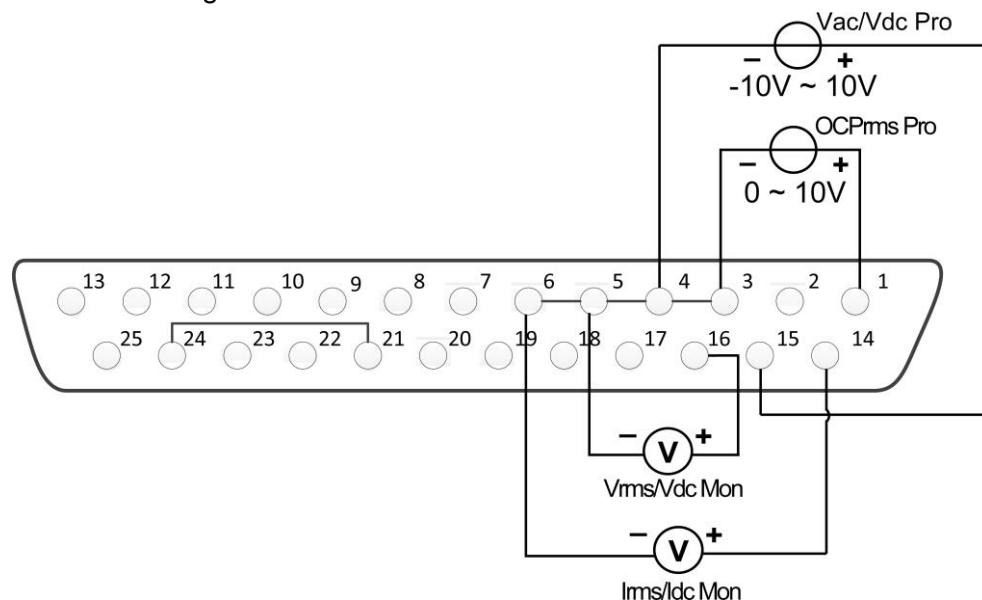 g
Vac/Vdc Pro
− +
-10V ~ 10V
OCPrms Pro
− +
0 ~ 10V
13 12 11 10 9 8 7 6 5 4 3 2 1
25 24 23 22 21 20 19 18 17 16 15 14
− V +
Vrms/Vdc Mon
− V +
Irms/Idc Mon